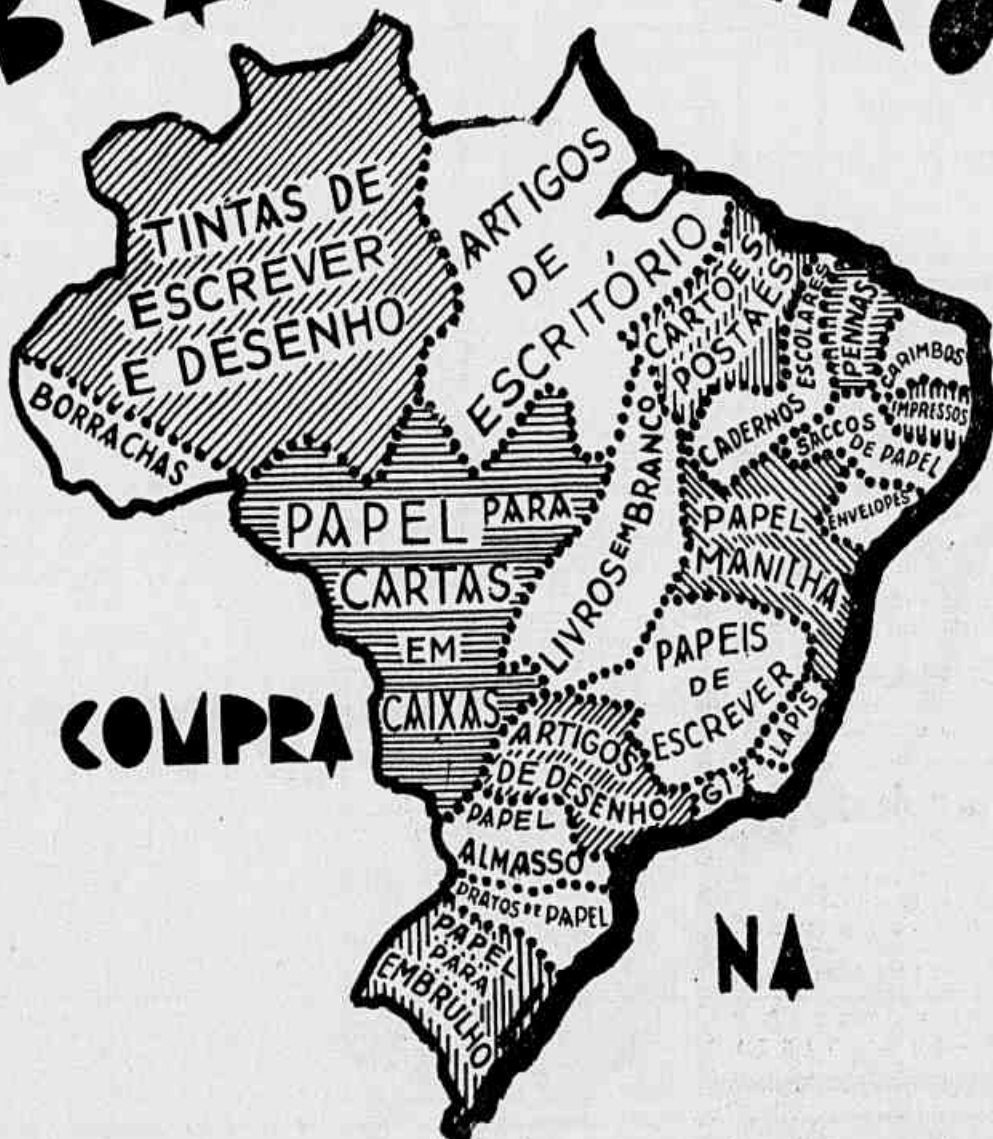 TINTAS DE
ESCREVER
E DESENHO
ARTIGOS
DE
ESCRITÓRIO
BORRACHAS
CARTÕES
POSTAES
CADERNOS
ESCOLARES
PENNAS
CARIMBOS
IMPRESSOS
SACCOS
DE PAPEL
ENVELOPES
PAPEL PARA
CARTAS
EM
CAIXAS
LIVROS EM BRANCO
PAPEL
MANILHA
PAPEIS
DE
ESCREVER
LAPIS
GIZ
ARTIGOS
DE DESENHO
PAPEL
ALMASSO
PRATOS DE PAPEL
PAPEL
PARA
EMBRULHO
COMPRA
NA